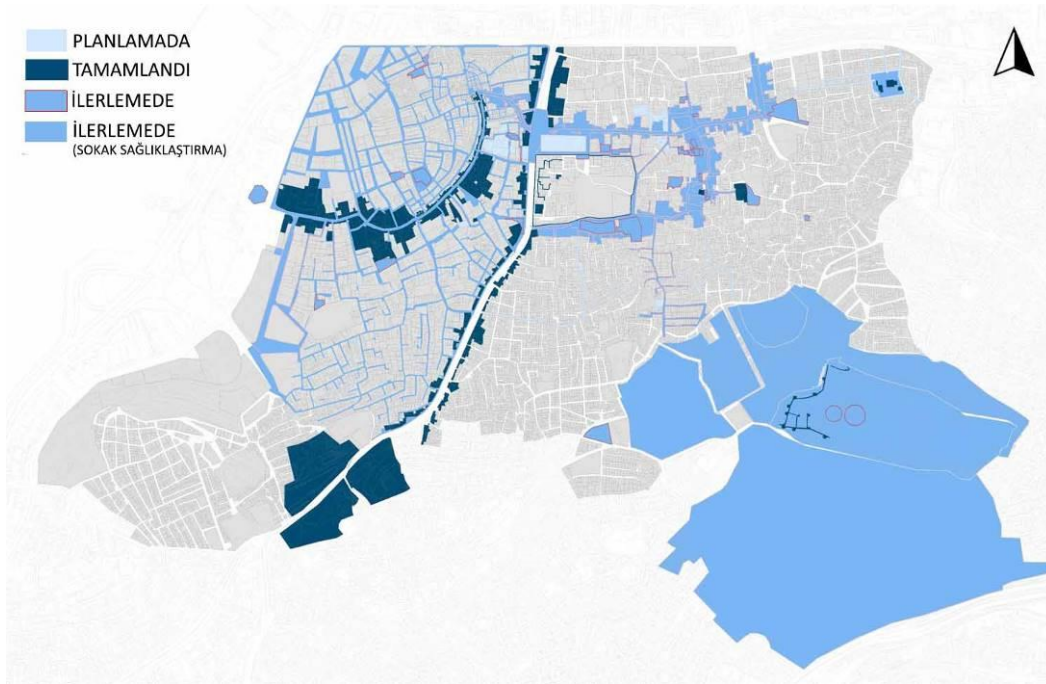 PLANLAMADA
TAMAMLANDI
İLERLEMEDE
İLERLEMEDE
(SOKAK SAĞLIKLAŞTIRMA)